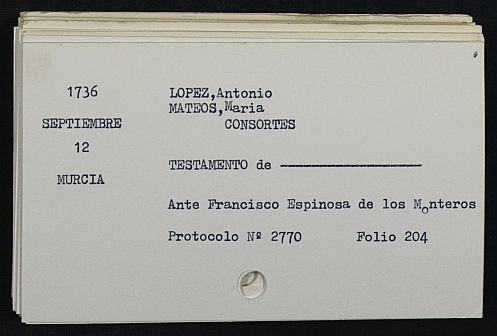 1736
SEPTIEMBRE
12
MURCIA
LOPEZ,Antonio
MATEOS,Maria
CONSORTES
TESTAMENTO de --------------------
Ante Francisco Espinosa de los Monteros
Protocolo Nº 2770 Folio 204